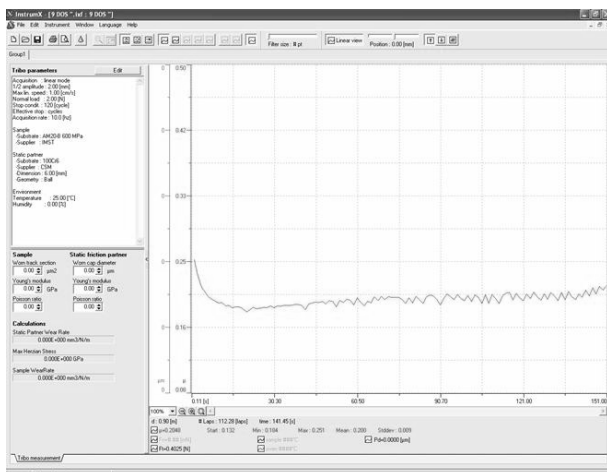 InstrumX - [9 DOS ".ixf : 9 DOS "]
File Edit Instrument Window Language Help
Filter size : 8 pt
Linear view
Position : 0.00 [mm]
Group1
Tribo parameters
Edit
Acquisition : linear mode
1/2 amplitude : 2.00 [mm]
Max lin. speed : 1.00 [cm/s]
Normal load : 2.00 [N]
Stop condit. : 120 [cycle]
Effective stop : cycles
Acquisition rate : 10.0 [hz]
Sample
-Substrate : AM20-B 600 MPa
-Supplier : IMST
Static partner
-Substrate : 100Cr6
-Supplier : CSM
-Dimension : 6.00 [mm]
-Geometry : Ball
Environment
Temperature : 25.00 [°C]
Humidity : 0.00 [%]
Sample Static friction partner
Worn track section Worn cap diameter
0.00 µm2 0.00 µm
Young's modulus Young's modulus
0.00 GPa 0.00 GPa
Poisson ratio Poisson ratio
0.00 0.00
Calculations
Static Partner Wear Rate
0.000E+000 mm3/N/m
Max Herzian Stress
0.000E+000 GPa
Sample WearRate
0.000E+000 mm3/N/m
0.50
0.42
0.33
0.25
0.16
µ
0.00
0.11 [s] 30.00 60.50 90.70 121.00 151.00
100%
d : 0.90 [m] # Laps : 112.28 [laps] time : 141.45 [s]
µ=0.2048 Start : 0.132 Min : 0.184 Max : 0.251 Mean : 0.200 Stddev : 0.009
Pd=0.0000 [µm]
Ft=0.4025 [N]
Tribo measurement